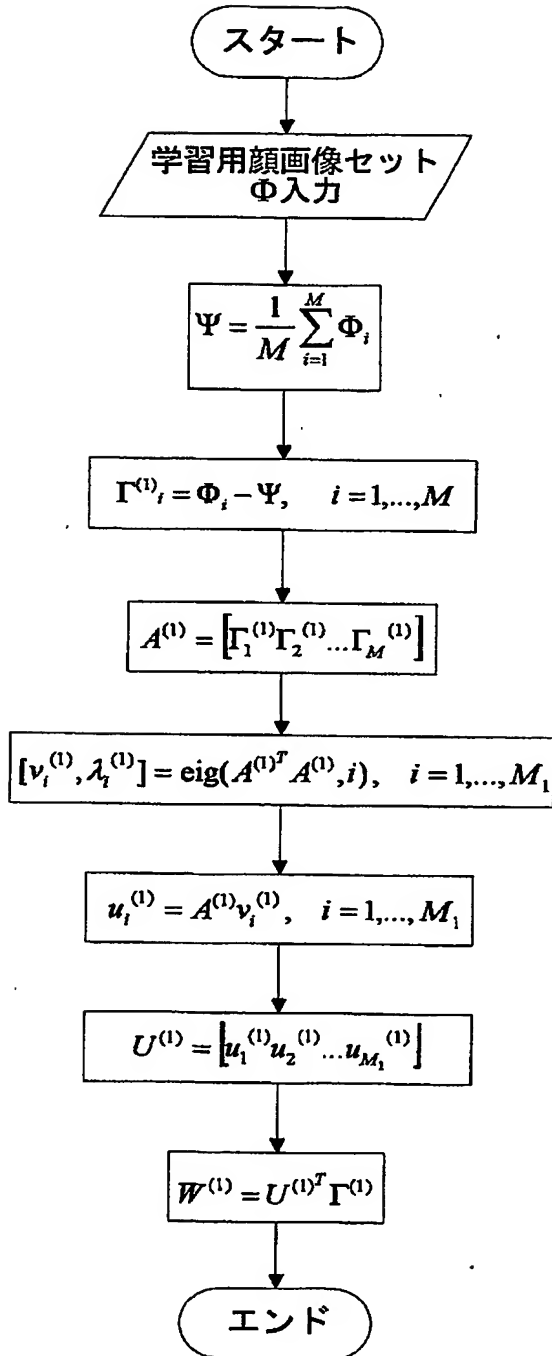 スタート
学習用顔画像セット
Φ入力
Ψ = \frac{1}{M} \sum_{i=1}^{M} Φ_i
Γ^{(1)}_i = Φ_i − Ψ, i = 1,...,M
A^{(1)} = [Γ_1^{(1)} Γ_2^{(1)} ... Γ_M^{(1)}]
[v_i^{(1)}, λ_i^{(1)}] = eig(A^{(1)^T} A^{(1)}, i), i = 1,...,M_1
u_i^{(1)} = A^{(1)} v_i^{(1)}, i = 1,...,M_1
U^{(1)} = [u_1^{(1)} u_2^{(1)} ... u_{M_1}^{(1)}]
W^{(1)} = U^{(1)^T} Γ^{(1)}
エンド